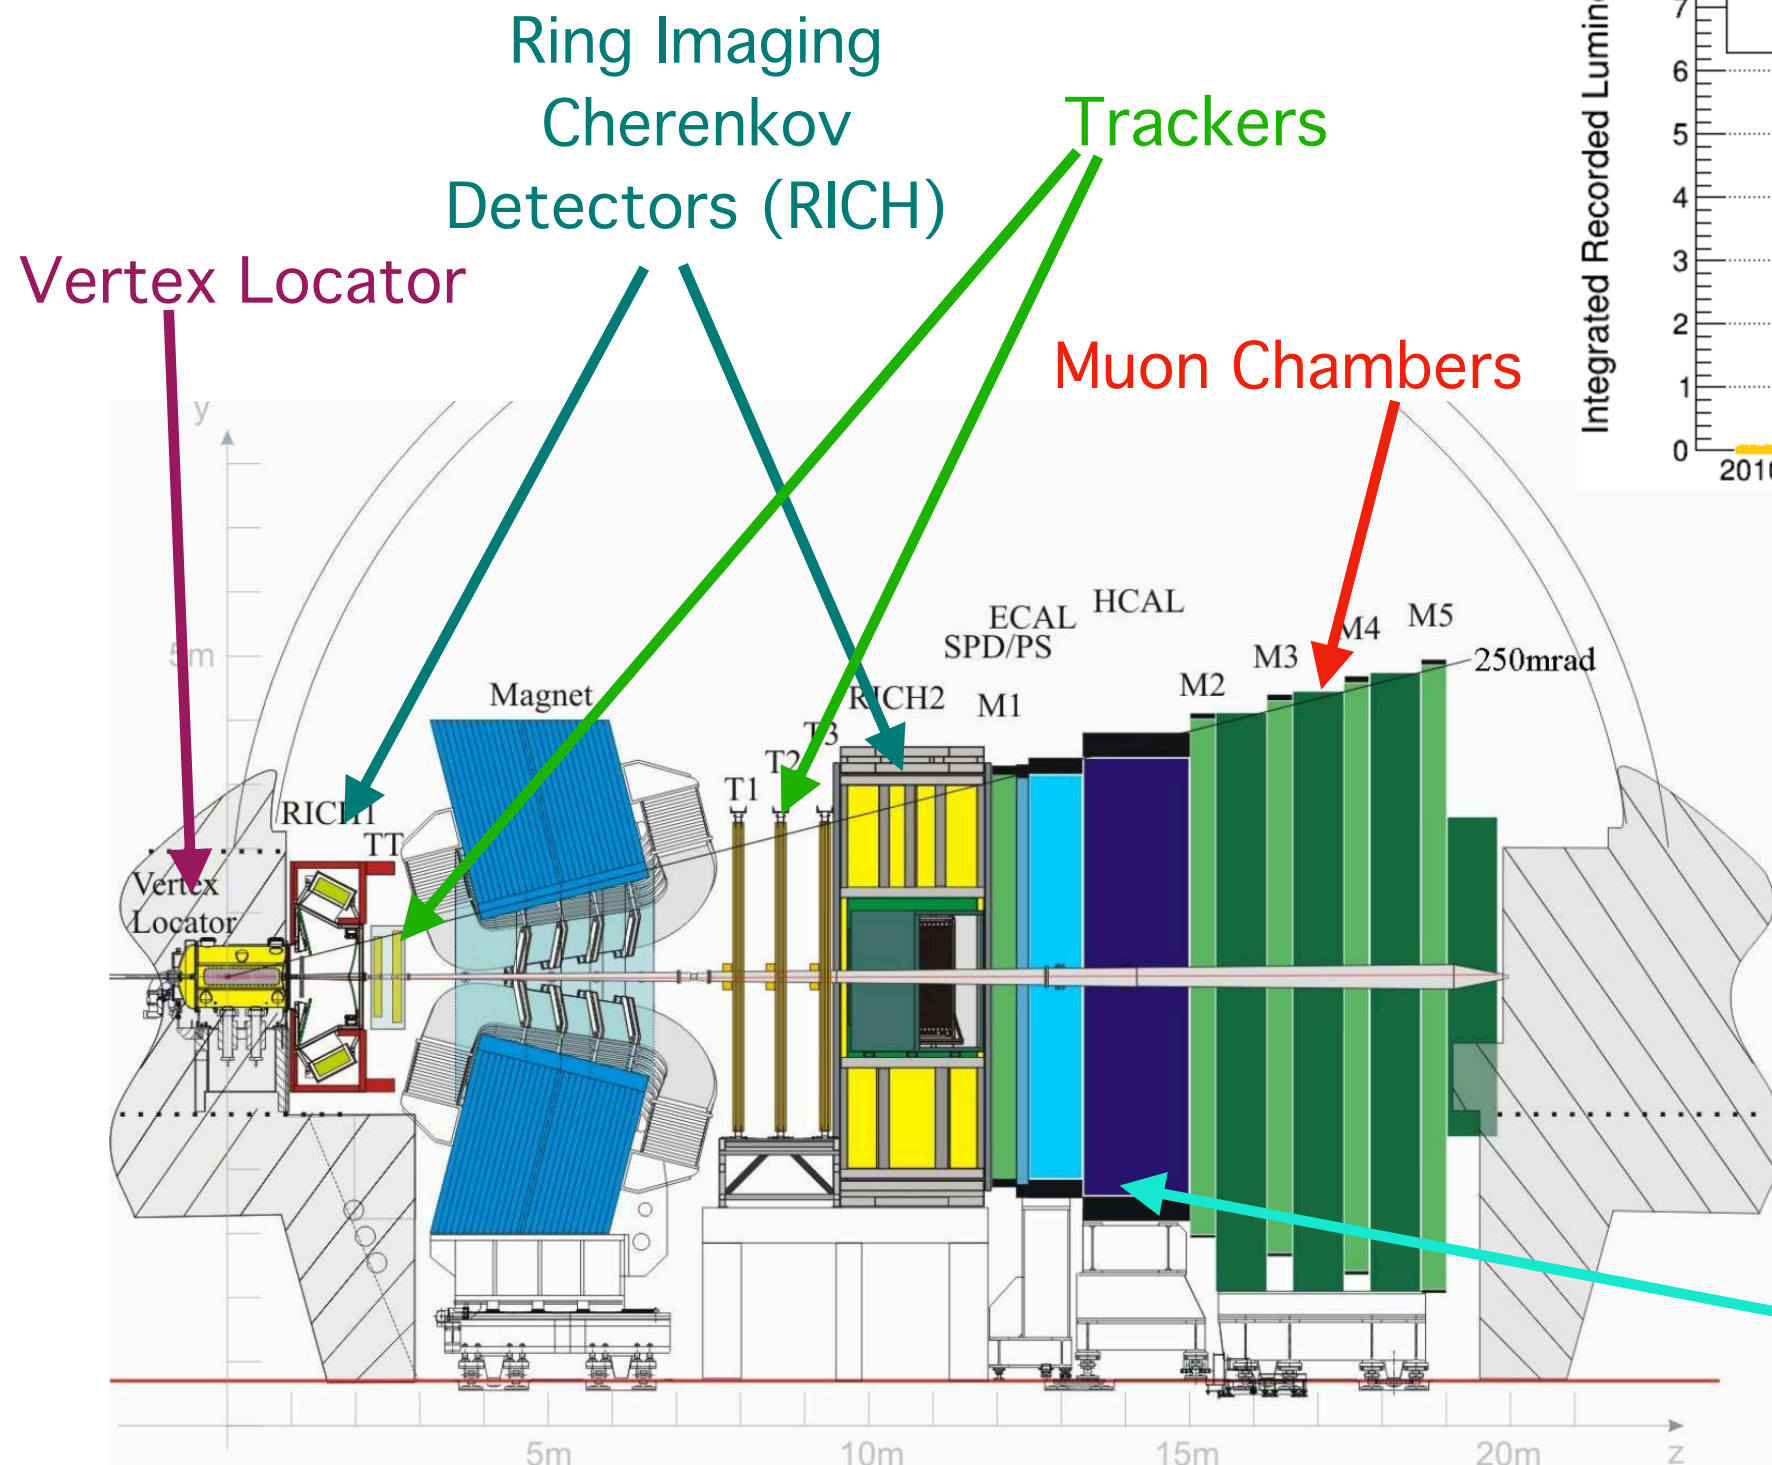 Ring Imaging
Cherenkov
Detectors (RICH)
Trackers
Vertex Locator
Muon Chambers
Integrated Recorded
7
6
5
4
3
2
1
0
2010
y
5m
HCAL
ECAL
SPD/PS
M5
M4
M3
250mrad
M2
Magnet
RICH2
M1
T3
T2
T1
RICH1
TT
Vertex
Locator
5m
10m
15m
20m
z